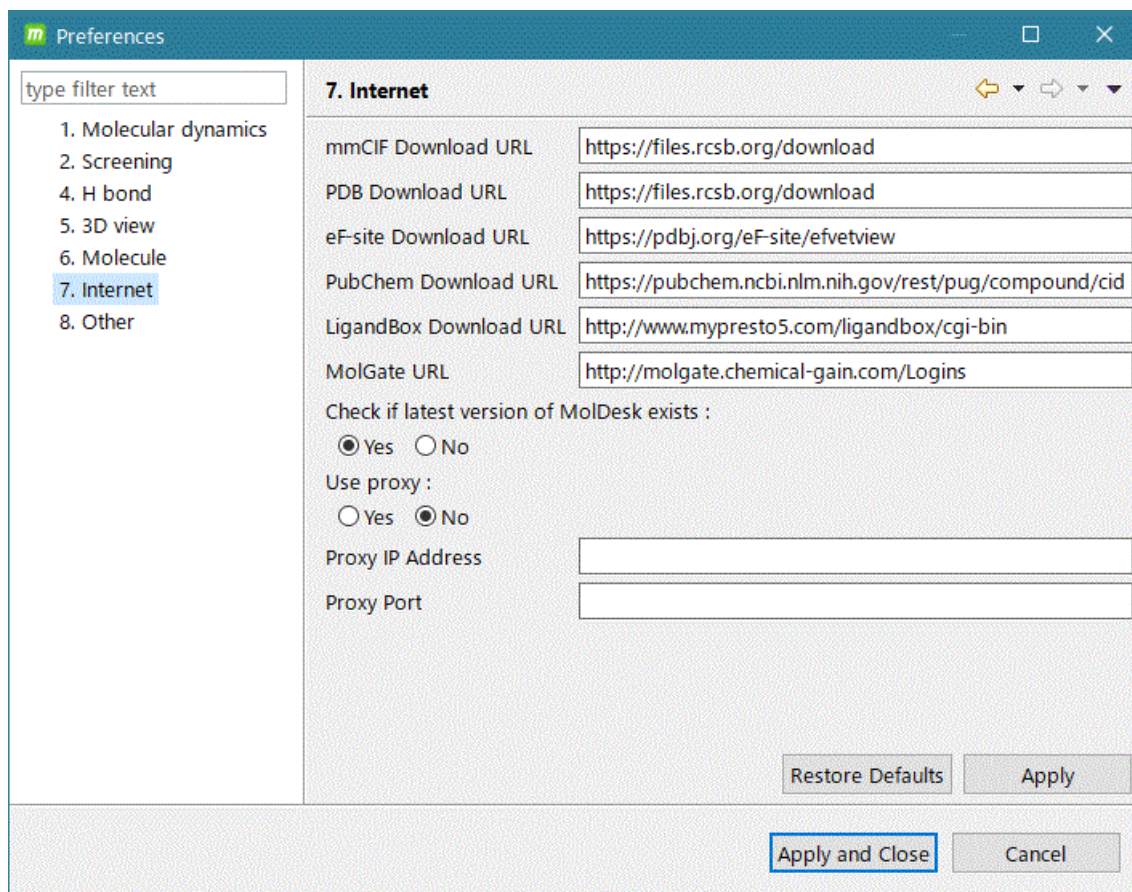 m Preferences
type filter text
1. Molecular dynamics
2. Screening
4. H bond
5. 3D view
6. Molecule
7. Internet
8. Other
7. Internet
mmCIF Download URL https://files.rcsb.org/download
PDB Download URL https://files.rcsb.org/download
eF-site Download URL https://pdbj.org/eF-site/efvetview
PubChem Download URL https://pubchem.ncbi.nlm.nih.gov/rest/pug/compound/cid
LigandBox Download URL http://www.mypresto5.com/ligandbox/cgi-bin
MolGate URL http://molgate.chemical-gain.com/Logins
Check if latest version of MolDesk exists :
Yes No
Use proxy :
Yes No
Proxy IP Address
Proxy Port
Restore Defaults Apply
Apply and Close Cancel